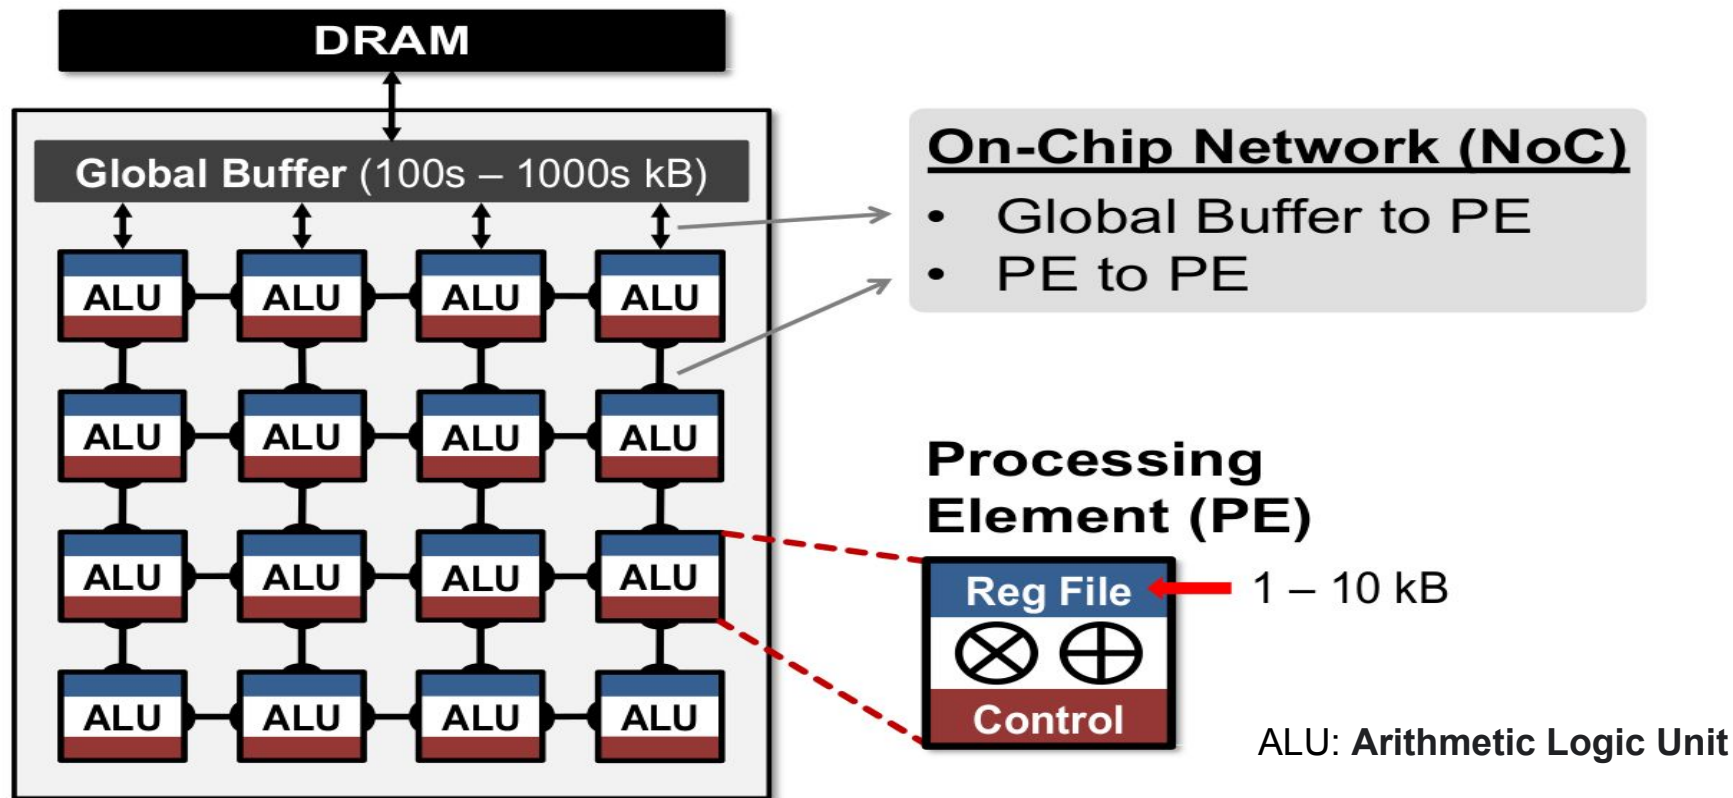 DRAM
Global Buffer (100s – 1000s kB)
ALU ALU ALU ALU
ALU ALU ALU ALU
ALU ALU ALU ALU
ALU ALU ALU ALU
On-Chip Network (NoC)
• Global Buffer to PE
• PE to PE
Processing
Element (PE)
Reg File
1 – 10 kB
Control
ALU: Arithmetic Logic Unit